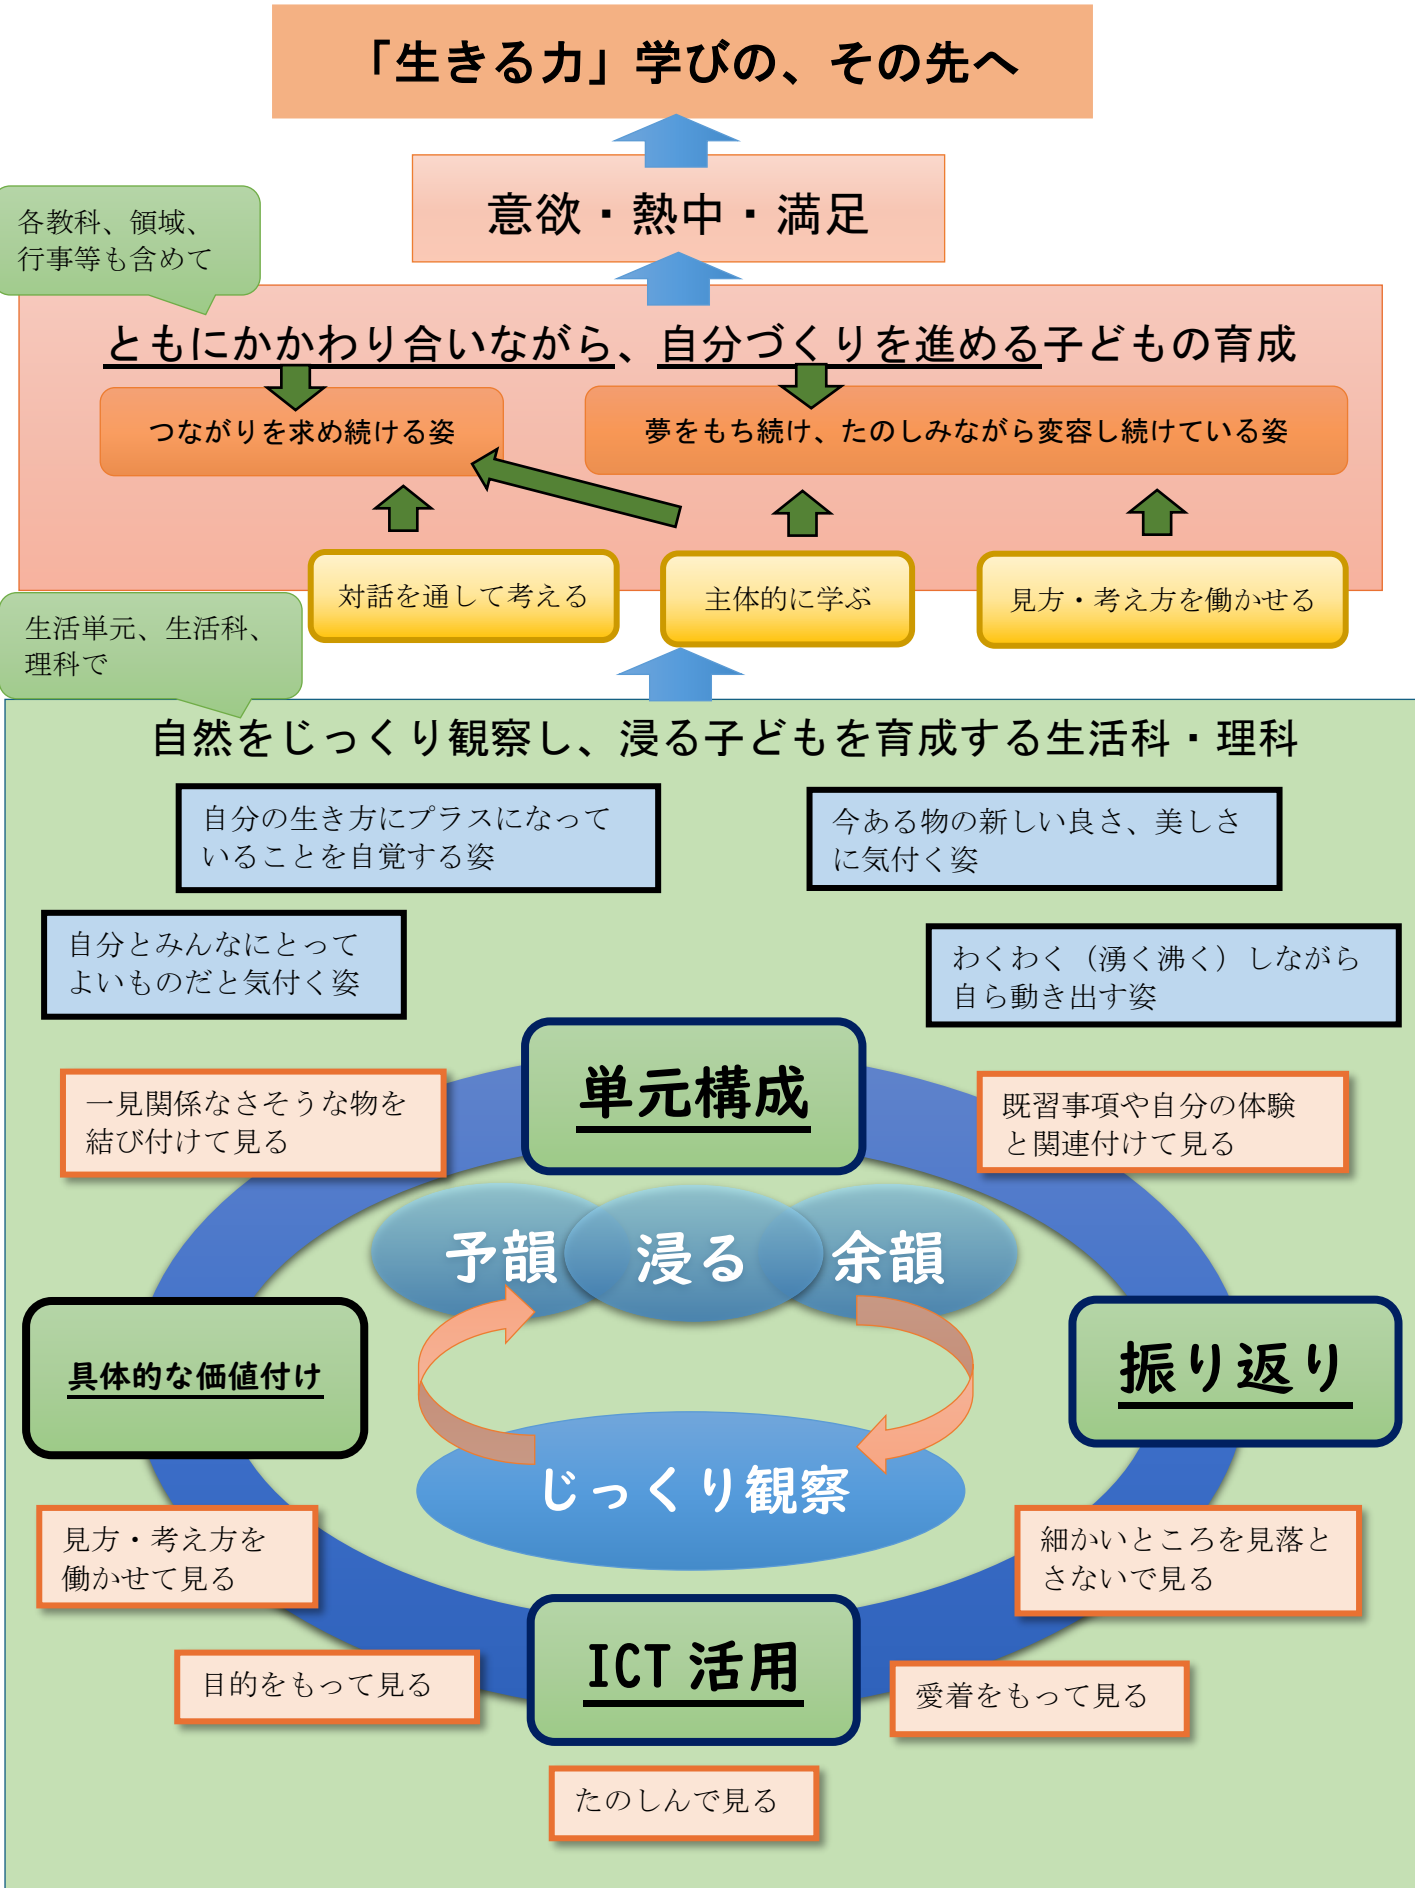 「生きる力」学びの、その先へ
意欲・熱中・満足
各教科、領域、
行事等も含めて
ともにかかわり合いながら、自分づくりを進める子どもの育成
つながりを求め続ける姿
夢をもち続け、たのしみながら変容し続けている姿
対話を通して考える
主体的に学ぶ
見方・考え方を働かせる
生活単元、生活科、
理科で
自然をじっくり観察し、浸る子どもを育成する生活科・理科
自分の生き方にプラスになって
いることを自覚する姿
今ある物の新しい良さ、美しさ
に気付く姿
自分とみんなにとって
よいものだと気付く姿
わくわく（湧く沸く）しながら
自ら動き出す姿
単元構成
一見関係なさそうな物を
結び付けて見る
既習事項や自分の体験
と関連付けて見る
予韻
浸る
余韻
具体的な価値付け
振り返り
じっくり観察
見方・考え方を
働かせて見る
細かいところを見落と
さないで見る
ICT 活用
目的をもって見る
愛着をもって見る
たのしんで見る